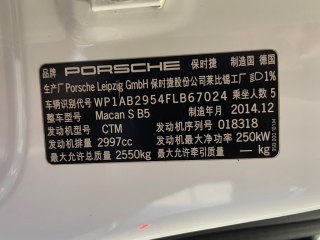 品牌 PORSCHE 保时捷 制造国 德国
生产厂 Porsche Leipzig GmbH 保时捷股份公司莱比锡工厂 1%
车辆识别代号 WP1AB2954FLB67024 乘坐人数 5
整车型号 Macan S B5 制造年月 2014.12
发动机型号 CTM 发动机号 018318
发动机排量 2997cc 发动机最大净功率 250kW
最大允许总质量 2550kg 最大允许牵引质量 — kg